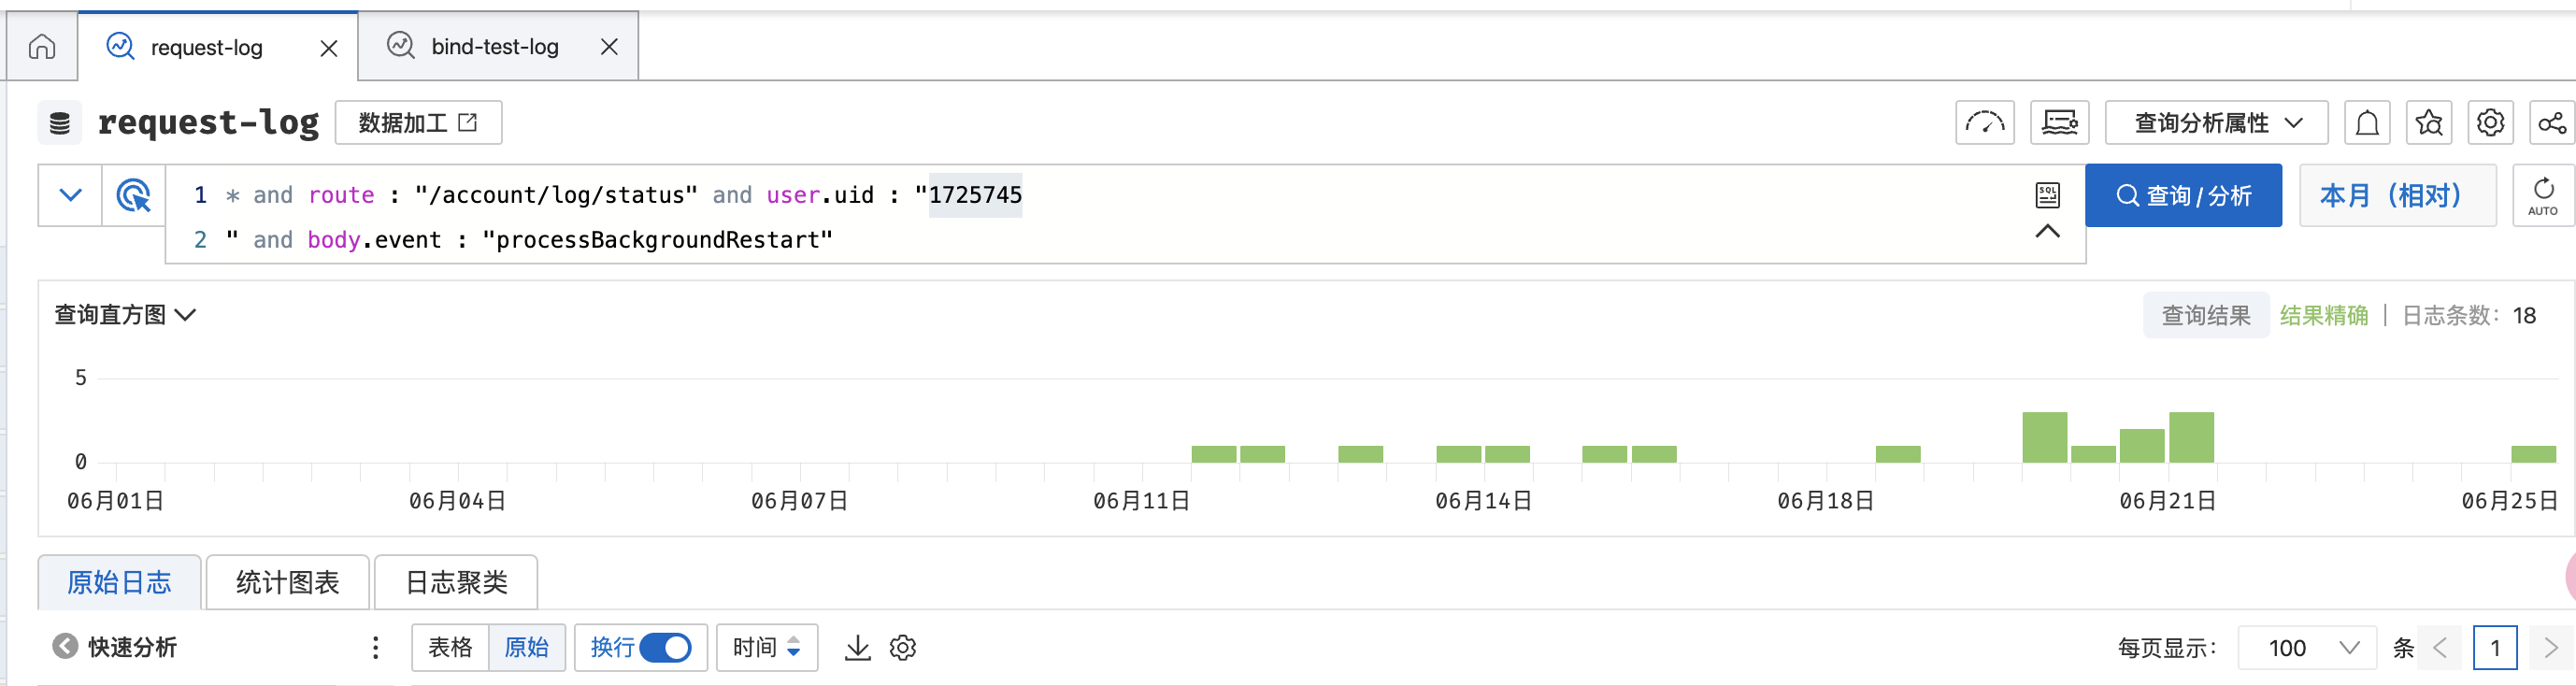 request-log
bind-test-log
request-log 数据加工 查询分析属性
1 * and route : "/account/log/status" and user.uid : "1725745
2 " and body.event : "processBackgroundRestart"
SQL
查询 / 分析 本月（相对） AUTO
查询直方图 查询结果 结果精确 | 日志条数：18
5
0
06月01日 06月04日 06月07日 06月11日 06月14日 06月18日 06月21日 06月25日
原始日志 统计图表 日志聚类
快速分析 表格 原始 换行 时间 每页显示： 100 条 1